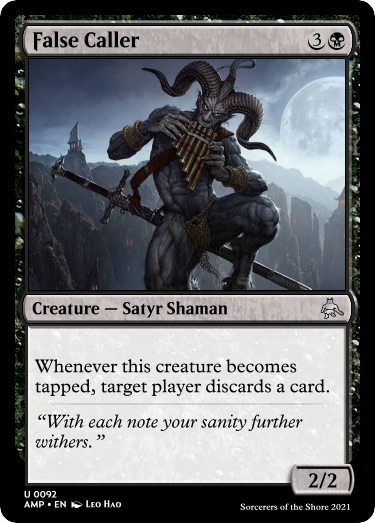 False Caller 3
Creature — Satyr Shaman
Whenever this creature becomes
tapped, target player discards a card.
“With each note your sanity further
withers.”
2/2
U 0092
AMP • EN Leo Hao
Sorcerers of the Shore 2021